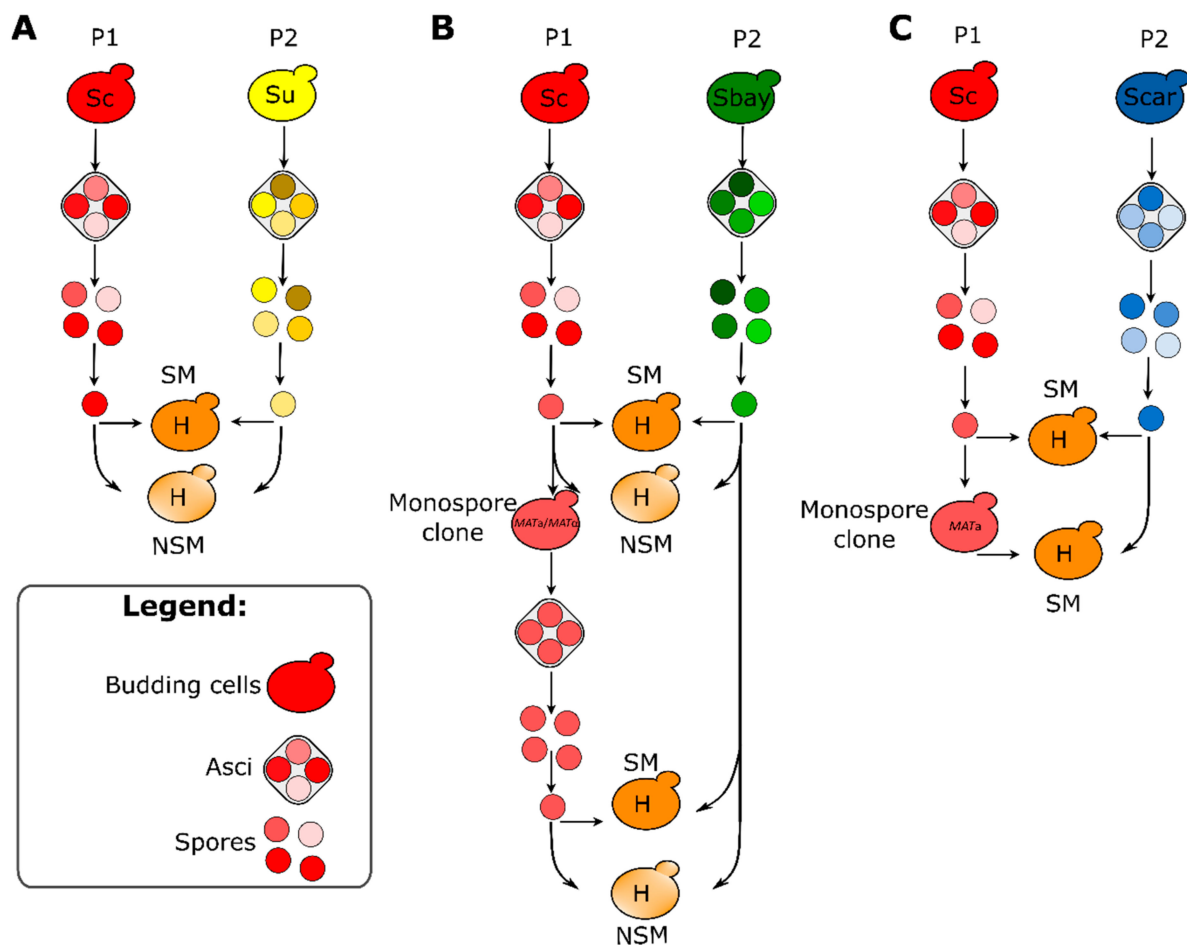 A
P1
P2
Sc
Su
SM
H
H
NSM
B
P1
P2
Sc
Sbay
SM
H
H
NSM
Monospore
clone
MATa/MATα
SM
H
H
NSM
C
P1
P2
Sc
Scar
SM
H
Monospore
clone
MATa
H
SM
Legend:
Budding cells
Asci
Spores